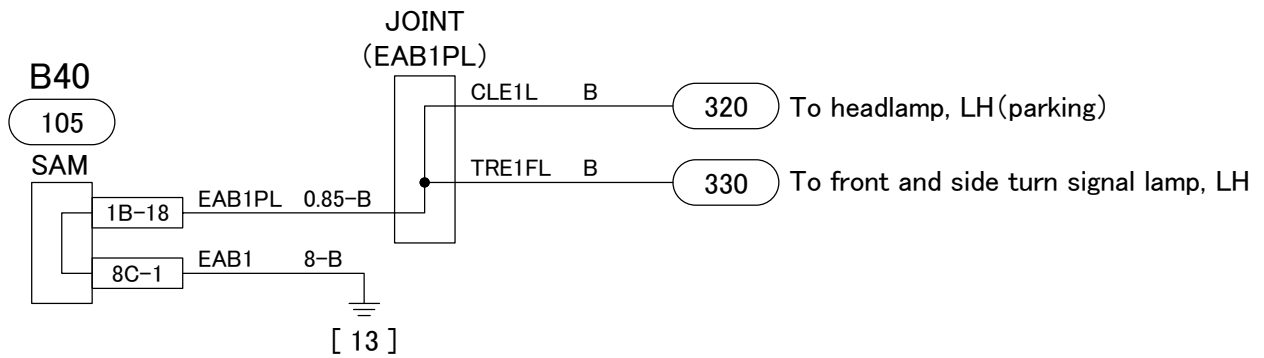 JOINT
(EAB1PL)
B40
105
SAM
CLE1L B
320 To headlamp, LH(parking)
TRE1FL B
330 To front and side turn signal lamp, LH
1B-18 EAB1PL 0.85-B
8C-1 EAB1 8-B
[ 13 ]